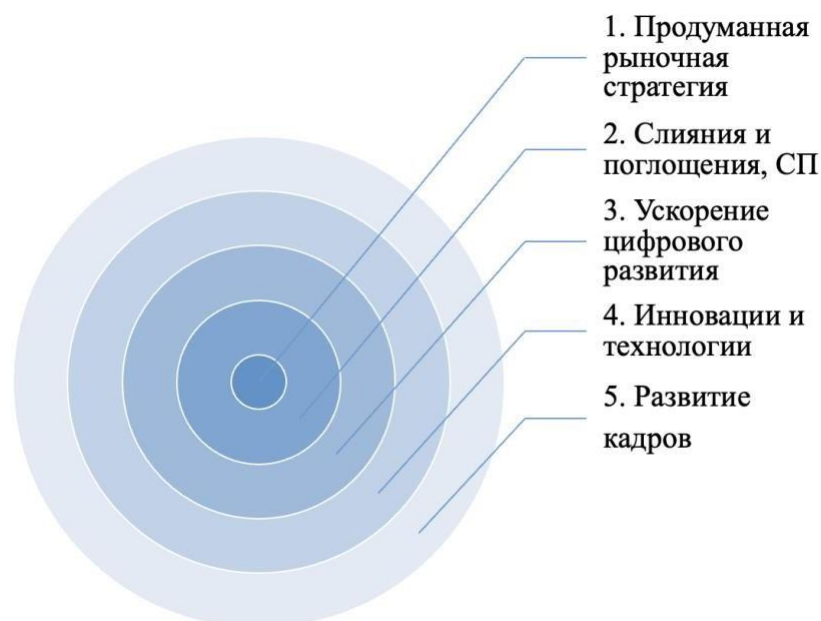 1. Продуманная
рыночная
стратегия
2. Слияния и
поглощения, СП
3. Ускорение
цифрового
развития
4. Инновации и
технологии
5. Развитие
кадров